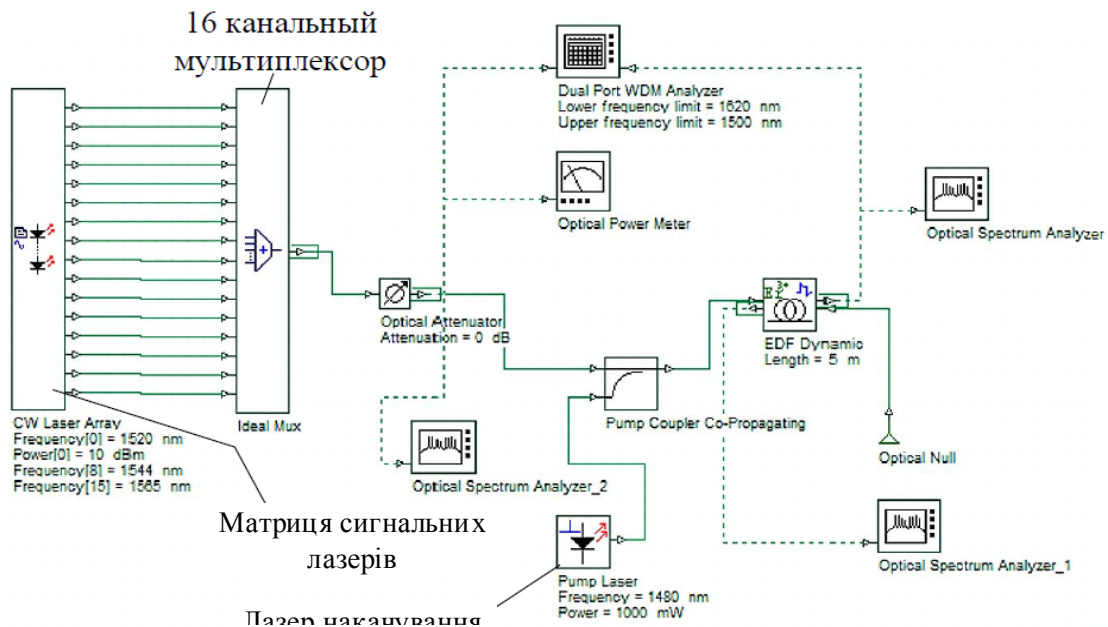 16 канальный
мультиплексор
Dual Port WDM Analyzer
Lower frequency limit = 1620 nm
Upper frequency limit = 1500 nm
Optical Power Meter
Optical Spectrum Analyzer
Optical Attenuator
Attenuation = 0 dB
EDF Dynamic
Length = 5 m
CW Laser Array
Frequency[0] = 1520 nm
Power[0] = 10 dBm
Frequency[8] = 1544 nm
Frequency[15] = 1565 nm
Ideal Mux
Pump Coupler Co-Propagating
Optical Null
Optical Spectrum Analyzer_2
Матриця сигнальних
лазерів
Optical Spectrum Analyzer_1
Pump Laser
Frequency = 1480 nm
Power = 1000 mW
Лазер накачування